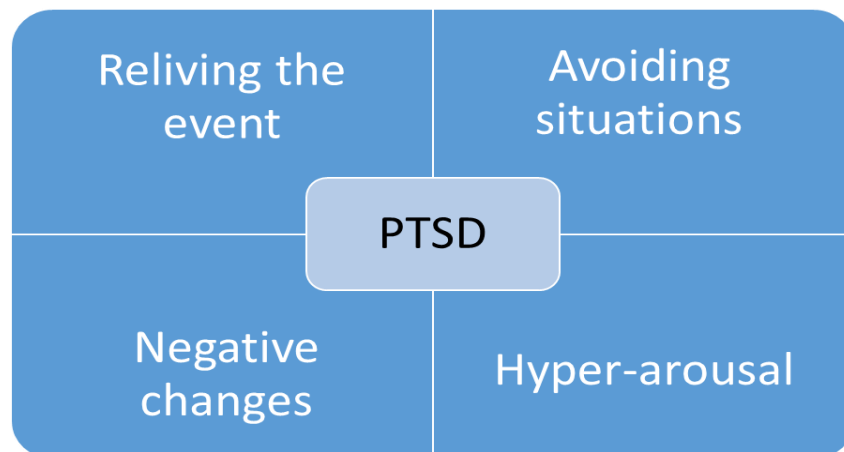 Reliving the
event
Avoiding
situations
PTSD
Negative
changes
Hyper-arousal